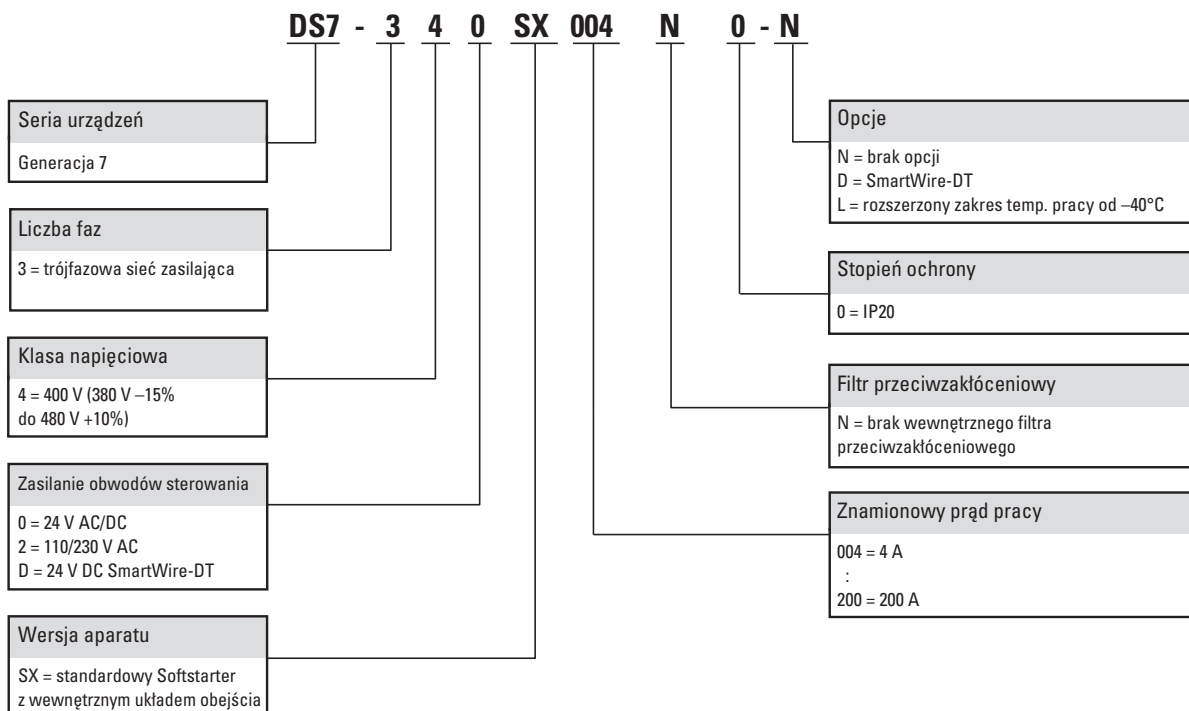 DS7 - 3 4 0 SX 004 N 0 - N
Seria urządzeń
Generacja 7
Liczba faz
3 = trójfazowa sieć zasilająca
Klasa napięciowa
4 = 400 V (380 V –15%
do 480 V +10%)
Zasilanie obwodów sterowania
0 = 24 V AC/DC
2 = 110/230 V AC
D = 24 V DC SmartWire-DT
Wersja aparatu
SX = standardowy Softstarter
z wewnętrznym układem obejścia
Opcje
N = brak opcji
D = SmartWire-DT
L = rozszerzony zakres temp. pracy od –40°C
Stopień ochrony
0 = IP20
Filtr przeciwzakłóceniowy
N = brak wewnętrznego filtra
przeciwzakłóceniowego
Znamionowy prąd pracy
004 = 4 A
:
200 = 200 A